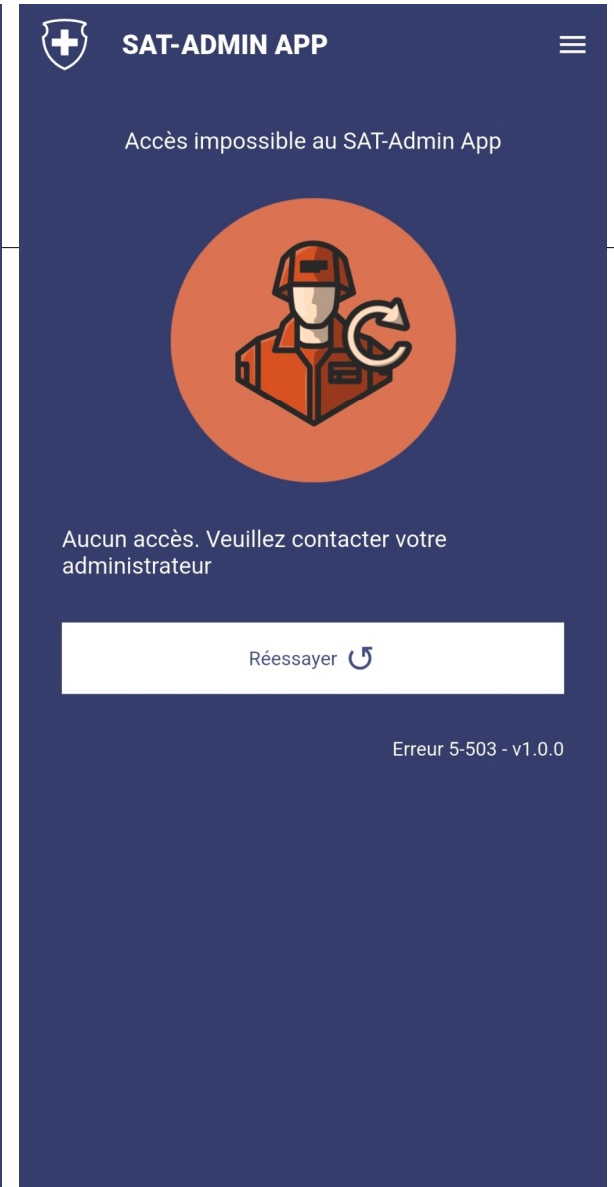 SAT-ADMIN APP
Accès impossible au SAT-Admin App
Aucun accès. Veuillez contacter votre
administrateur
Réessayer
Erreur 5-503 - v1.0.0